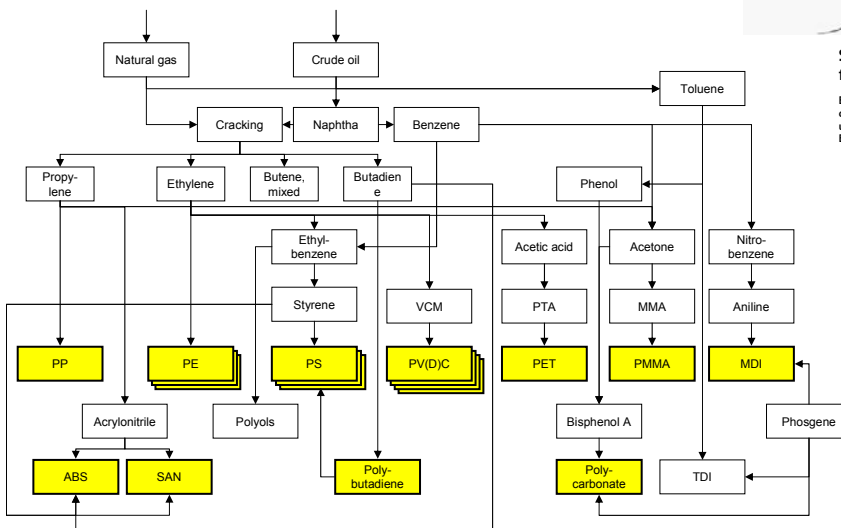 Natural gas
Crude oil
Toluene
Cracking
Naphtha
Benzene
Propy-
lene
Ethylene
Butene,
mixed
Butadien
e
Phenol
Ethyl-
benzene
Acetic acid
Acetone
Nitro-
benzene
Styrene
VCM
PTA
MMA
Aniline
PP
PE
PS
PV(D)C
PET
PMMA
MDI
Acrylonitrile
Polyols
Bisphenol A
Phosgene
ABS
SAN
Poly-
butadiene
Poly-
carbonate
TDI